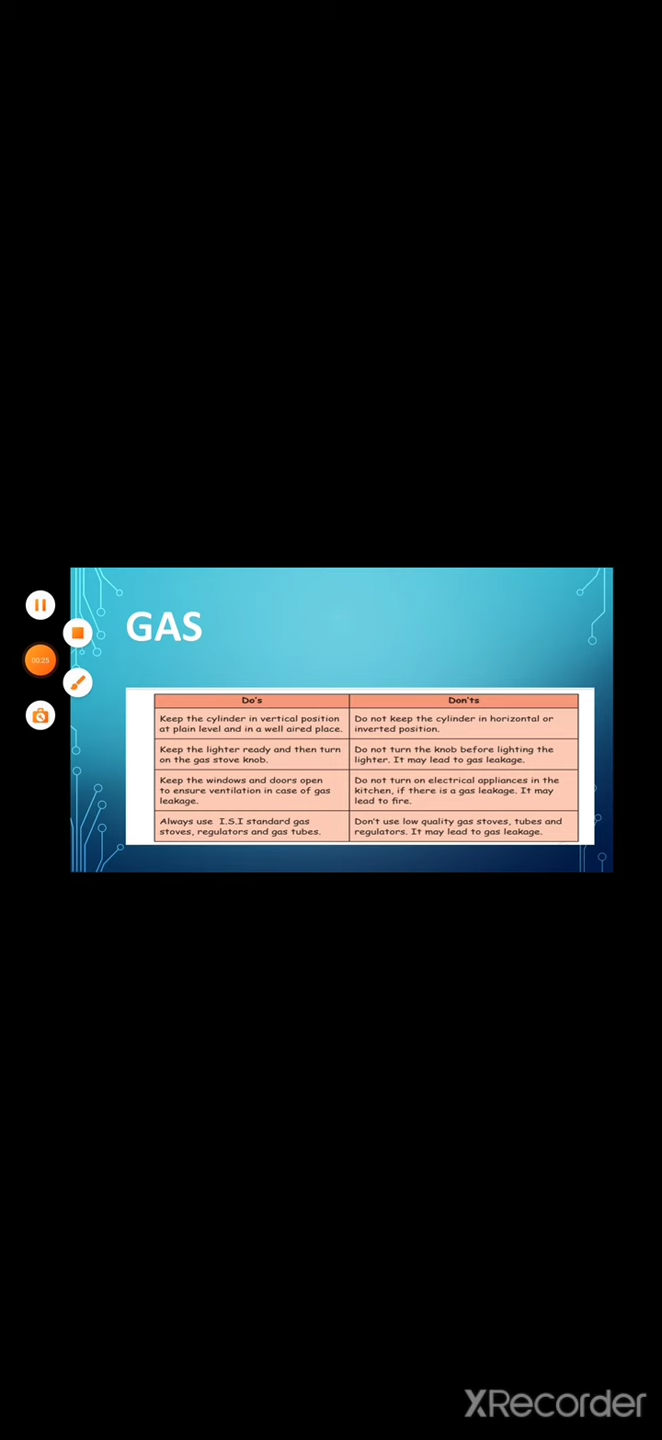 GAS
00:25
Do's
Don'ts
Keep the cylinder in vertical position
at plain level and in a well aired place.
Do not keep the cylinder in horizontal or
inverted position.
Keep the lighter ready and then turn
on the gas stove knob.
Do not turn the knob before lighting the
lighter. It may lead to gas leakage.
Keep the windows and doors open
to ensure ventilation in case of gas
leakage.
Do not turn on electrical appliances in the
kitchen, if there is a gas leakage. It may
lead to fire.
Always use I.S.I standard gas
stoves, regulators and gas tubes.
Don't use low quality gas stoves, tubes and
regulators. It may lead to gas leakage.
XRecorder